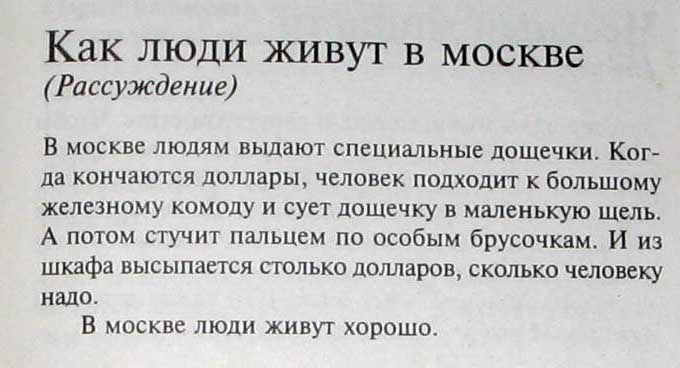 Как люди живут в москве
(Рассуждение)
В москве людям выдают специальные дощечки. Ког-
да кончаются доллары, человек подходит к большому
железному комоду и сует дощечку в маленькую щель.
А потом стучит пальцем по особым брусочкам. И из
шкафа высыпается столько долларов, сколько человеку
надо.
В москве люди живут хорошо.